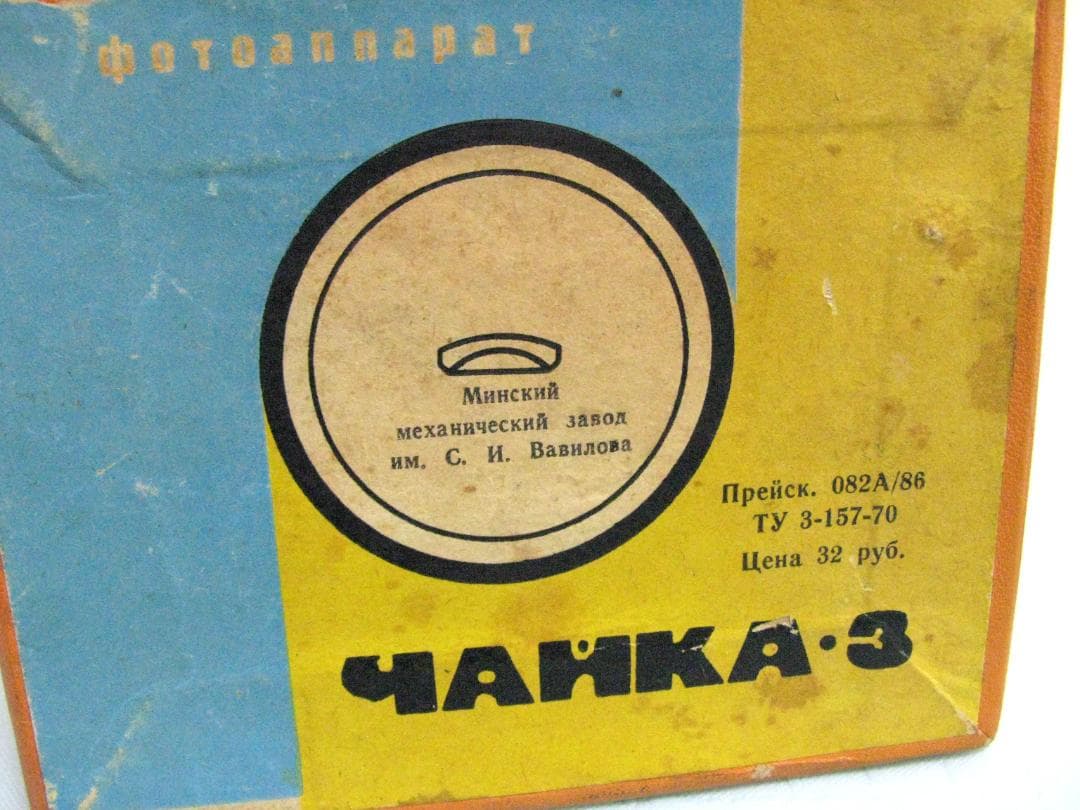 фотоаппарат
Минский
механический завод
им. С. И. Вавилова
Прейск. 082А/86
ТУ 3-157-70
Цена 32 руб.
ЧАЙКА·3